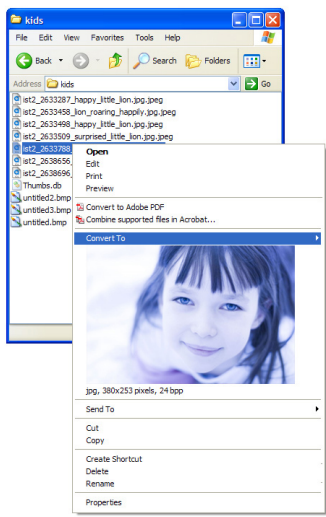 kids
File Edit View Favorites Tools Help
Back Search Folders
Address kids Go
ist2_2633287_happy_little_lion.jpg.jpeg
ist2_2633458_lion_roaring_happily.jpg.jpeg
ist2_2633498_happy_little_lion.jpg.jpeg
ist2_2633509_surprised_little_lion.jpg.jpeg
ist2_2633788
ist2_2638656
ist2_2638696
Thumbs.db
untitled2.bmp
untitled3.bmp
untitled.bmp
Open
Edit
Print
Preview
Convert to Adobe PDF
Combine supported files in Acrobat...
Convert To
jpg, 380x253 pixels, 24 bpp
Send To
Cut
Copy
Create Shortcut
Delete
Rename
Properties